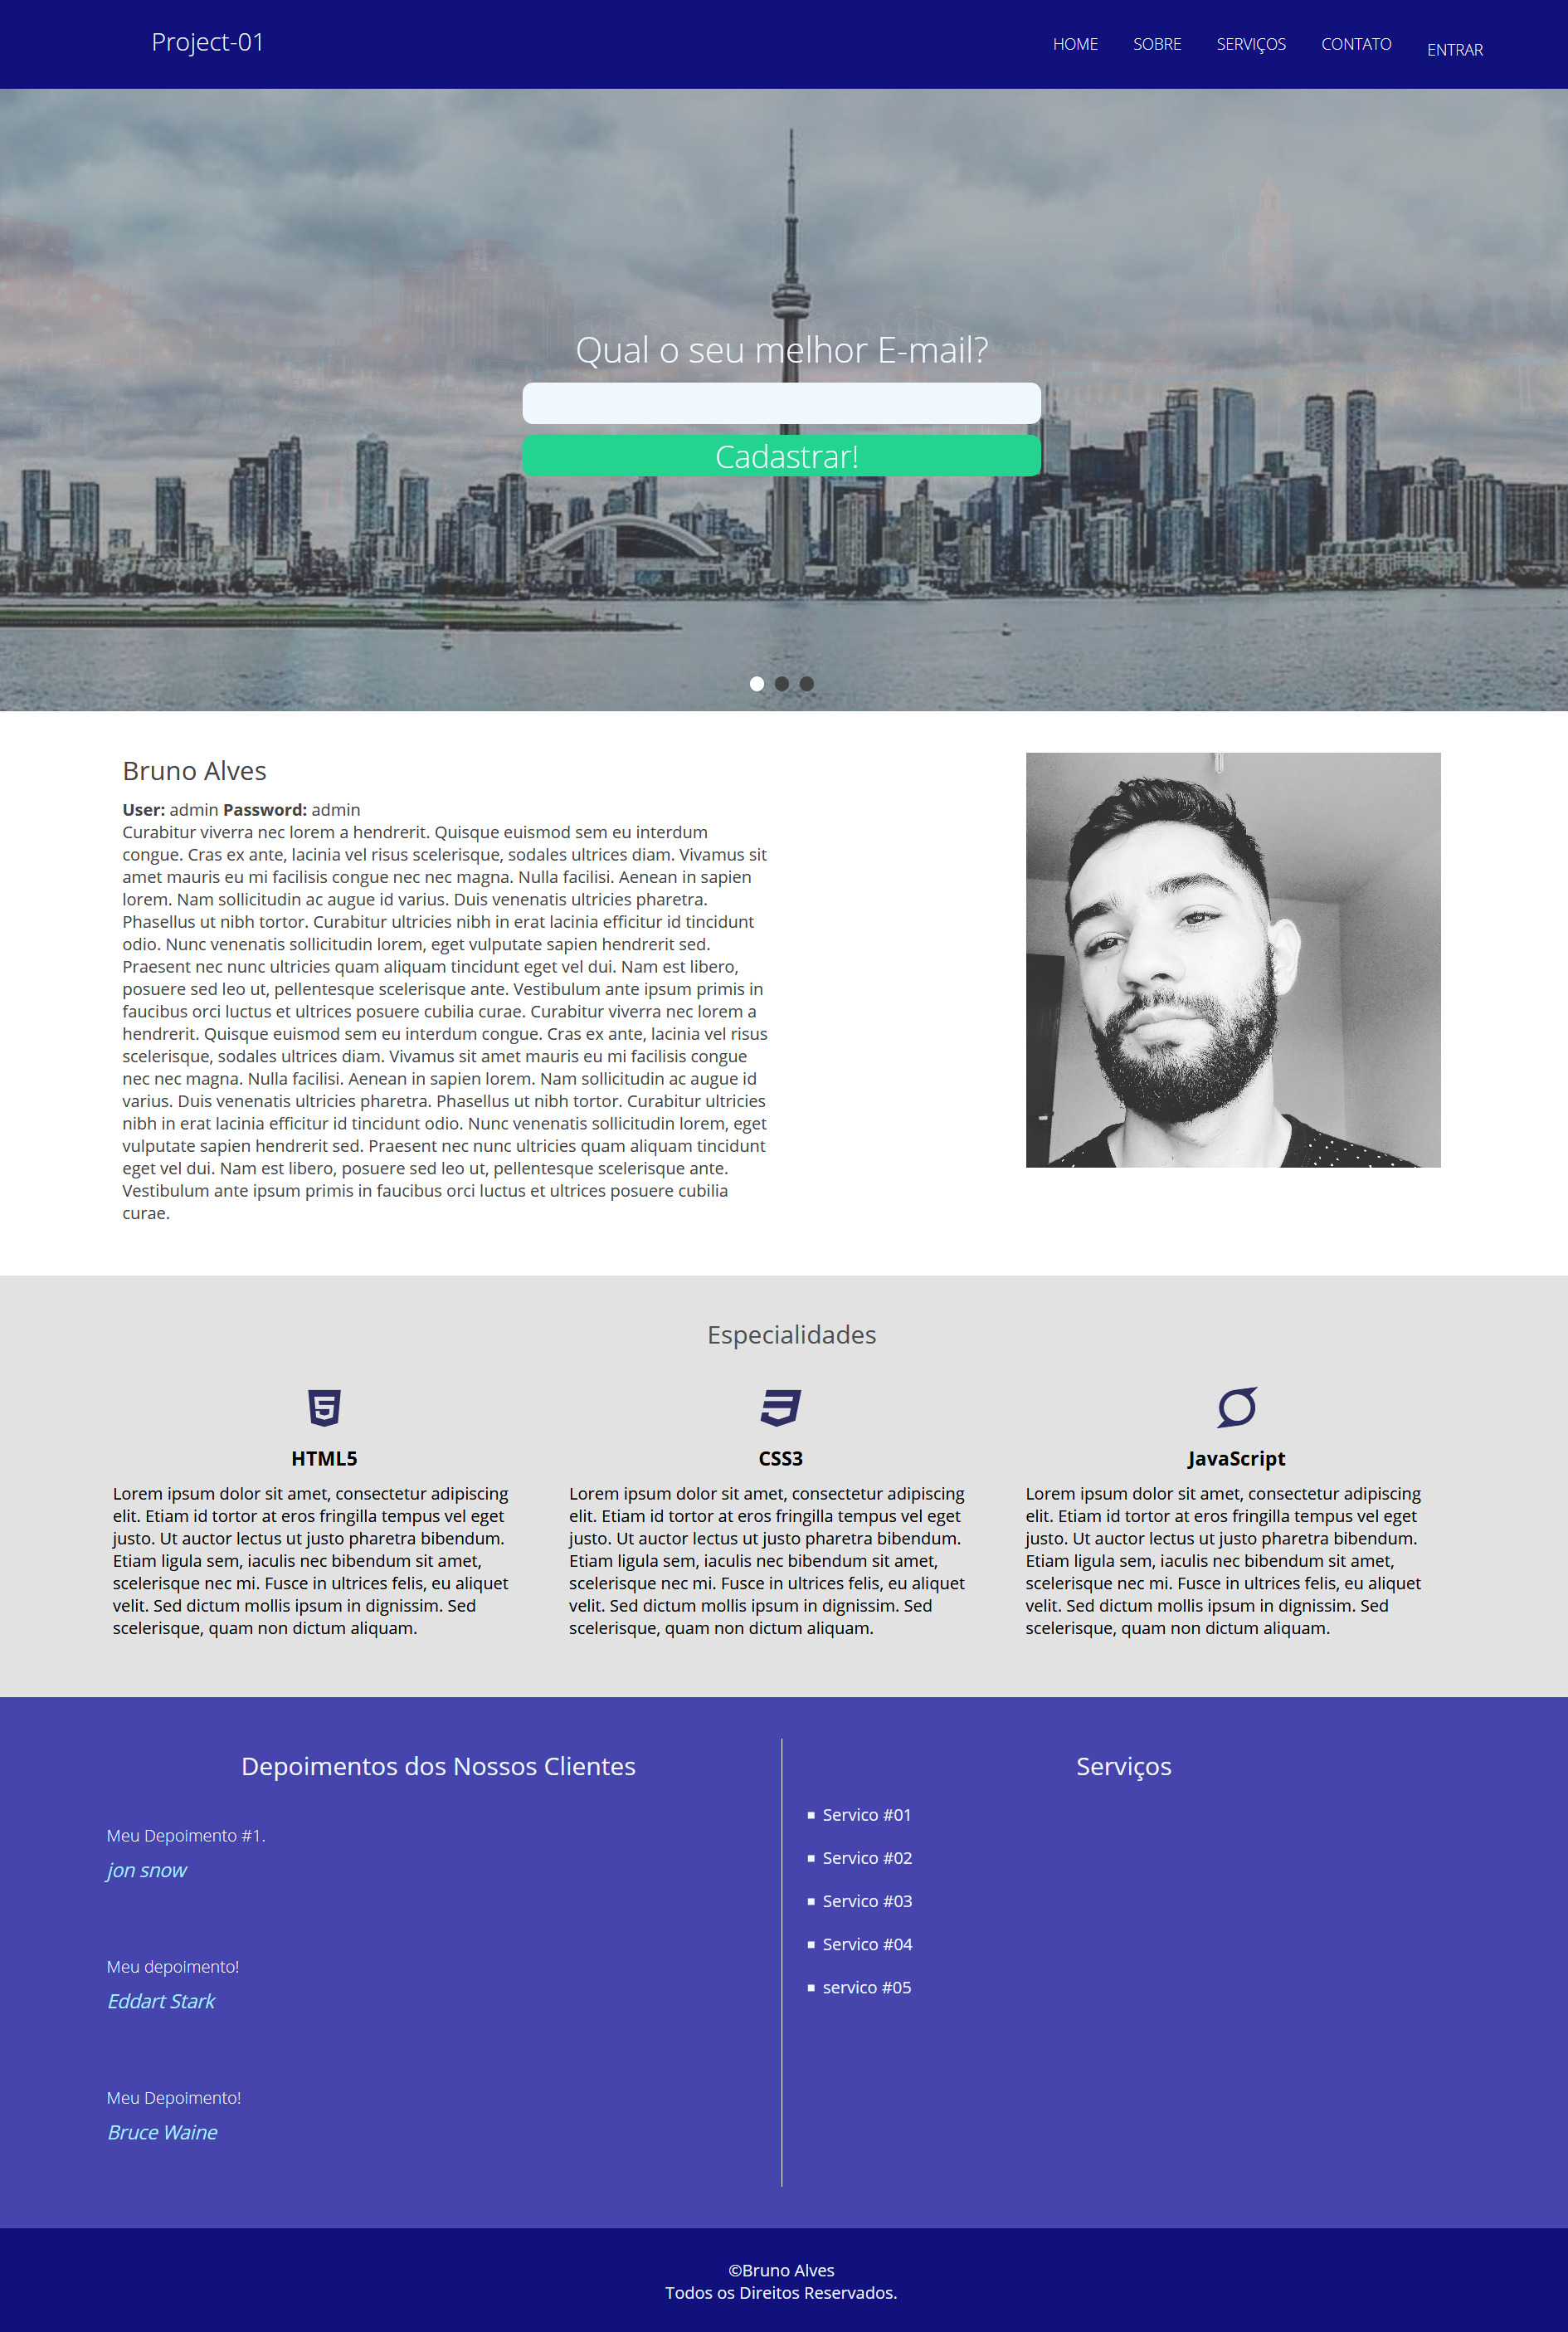 Project-01
HOME SOBRE SERVIÇOS CONTATO ENTRAR
Qual o seu melhor E-mail?
Cadastrar!
Bruno Alves
User: admin Password: admin
Curabitur viverra nec lorem a hendrerit. Quisque euismod sem eu interdum
congue. Cras ex ante, lacinia vel risus scelerisque, sodales ultrices diam. Vivamus sit
amet mauris eu mi facilisis congue nec nec magna. Nulla facilisi. Aenean in sapien
lorem. Nam sollicitudin ac augue id varius. Duis venenatis ultricies pharetra.
Phasellus ut nibh tortor. Curabitur ultricies nibh in erat lacinia efficitur id tincidunt
odio. Nunc venenatis sollicitudin lorem, eget vulputate sapien hendrerit sed.
Praesent nec nunc ultricies quam aliquam tincidunt eget vel dui. Nam est libero,
posuere sed leo ut, pellentesque scelerisque ante. Vestibulum ante ipsum primis in
faucibus orci luctus et ultrices posuere cubilia curae. Curabitur viverra nec lorem a
hendrerit. Quisque euismod sem eu interdum congue. Cras ex ante, lacinia vel risus
scelerisque, sodales ultrices diam. Vivamus sit amet mauris eu mi facilisis congue
nec nec magna. Nulla facilisi. Aenean in sapien lorem. Nam sollicitudin ac augue id
varius. Duis venenatis ultricies pharetra. Phasellus ut nibh tortor. Curabitur ultricies
nibh in erat lacinia efficitur id tincidunt odio. Nunc venenatis sollicitudin lorem, eget
vulputate sapien hendrerit sed. Praesent nec nunc ultricies quam aliquam tincidunt
eget vel dui. Nam est libero, posuere sed leo ut, pellentesque scelerisque ante.
Vestibulum ante ipsum primis in faucibus orci luctus et ultrices posuere cubilia
curae.
Especialidades
HTML5
Lorem ipsum dolor sit amet, consectetur adipiscing
elit. Etiam id tortor at eros fringilla tempus vel eget
justo. Ut auctor lectus ut justo pharetra bibendum.
Etiam ligula sem, iaculis nec bibendum sit amet,
scelerisque nec mi. Fusce in ultrices felis, eu aliquet
velit. Sed dictum mollis ipsum in dignissim. Sed
scelerisque, quam non dictum aliquam.
CSS3
Lorem ipsum dolor sit amet, consectetur adipiscing
elit. Etiam id tortor at eros fringilla tempus vel eget
justo. Ut auctor lectus ut justo pharetra bibendum.
Etiam ligula sem, iaculis nec bibendum sit amet,
scelerisque nec mi. Fusce in ultrices felis, eu aliquet
velit. Sed dictum mollis ipsum in dignissim. Sed
scelerisque, quam non dictum aliquam.
JavaScript
Lorem ipsum dolor sit amet, consectetur adipiscing
elit. Etiam id tortor at eros fringilla tempus vel eget
justo. Ut auctor lectus ut justo pharetra bibendum.
Etiam ligula sem, iaculis nec bibendum sit amet,
scelerisque nec mi. Fusce in ultrices felis, eu aliquet
velit. Sed dictum mollis ipsum in dignissim. Sed
scelerisque, quam non dictum aliquam.
Depoimentos dos Nossos Clientes
Meu Depoimento #1.
jon snow
Meu depoimento!
Eddart Stark
Meu Depoimento!
Bruce Waine
Serviços
Servico #01
Servico #02
Servico #03
Servico #04
servico #05
©Bruno Alves
Todos os Direitos Reservados.